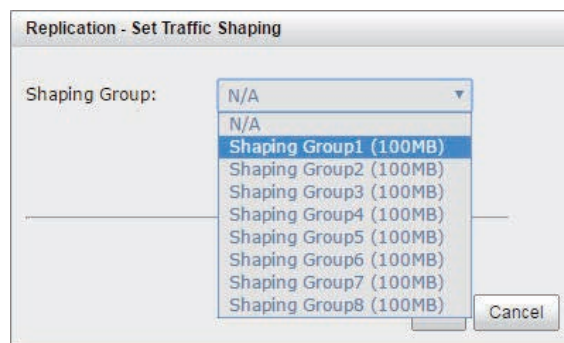 Replication - Set Traffic Shaping
Shaping Group:
N/A
N/A
Shaping Group1 (100MB)
Shaping Group2 (100MB)
Shaping Group3 (100MB)
Shaping Group4 (100MB)
Shaping Group5 (100MB)
Shaping Group6 (100MB)
Shaping Group7 (100MB)
Shaping Group8 (100MB)
Cancel